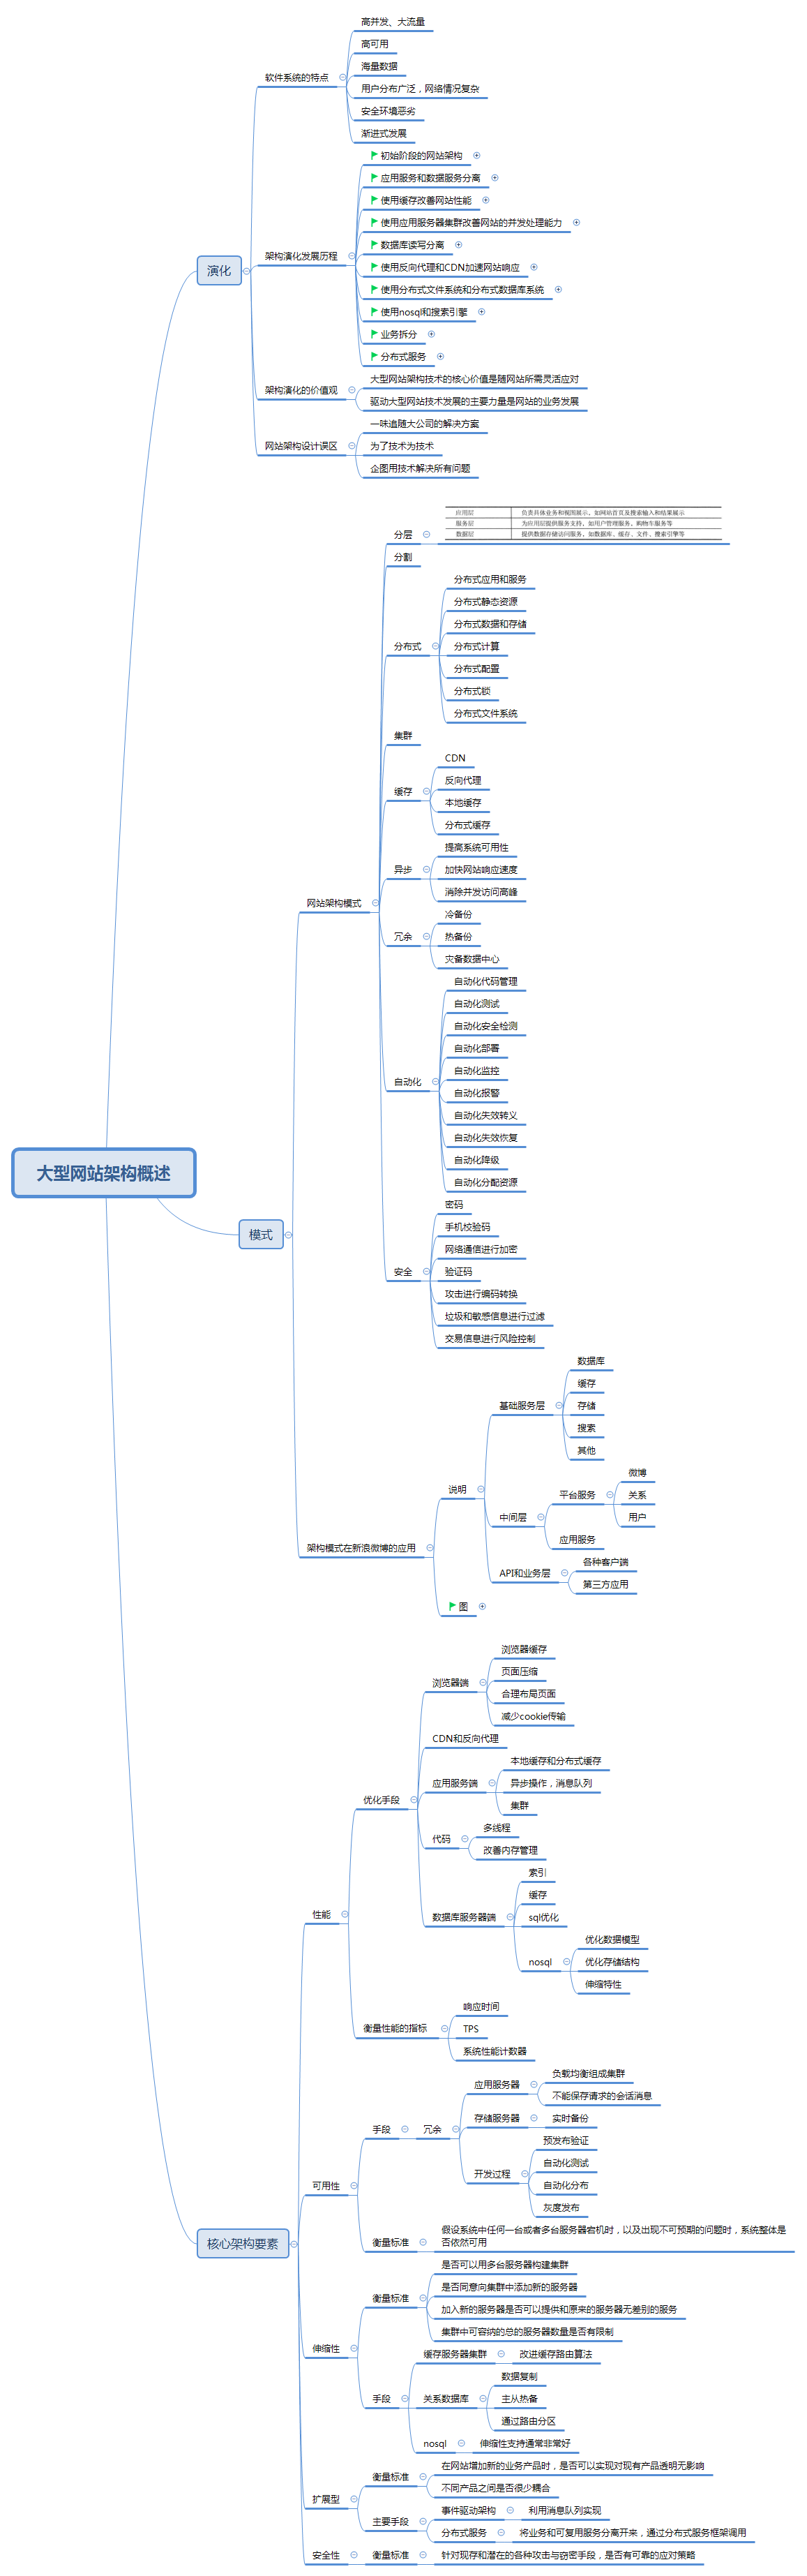 高并发、大流量
高可用
海量数据
软件系统的特点
用户分布广泛，网络情况复杂
安全环境恶劣
渐进式发展
初始阶段的网站架构
应用服务和数据服务分离
使用缓存改善网站性能
使用应用服务器集群改善网站的并发处理能力
数据库读写分离
架构演化发展历程
演化
使用反向代理和CDN加速网站响应
使用分布式文件系统和分布式数据库系统
使用nosql和搜索引擎
业务拆分
分布式服务
大型网站架构技术的核心价值是随网站所需灵活应对
架构演化的价值观
驱动大型网站技术发展的主要力量是网站的业务发展
一味追随大公司的解决方案
网站架构设计误区
为了技术为技术
企图用技术解决所有问题
应用层 负责具体业务和视图展示，如网站首页及搜索输入和结果展示
服务层 为应用层提供服务支持，如用户管理服务，购物车服务等
数据层 提供数据存储访问服务，如数据库、缓存、文件、搜索引擎等
分层
分割
分布式应用和服务
分布式静态资源
分布式数据和存储
分布式
分布式计算
分布式配置
分布式锁
分布式文件系统
集群
CDN
反向代理
缓存
本地缓存
分布式缓存
提高系统可用性
异步
加快网站响应速度
消除并发访问高峰
网站架构模式
冷备份
冗余
热备份
灾备数据中心
自动化代码管理
自动化测试
自动化安全检测
自动化部署
自动化监控
自动化
自动化报警
自动化失效转义
自动化失效恢复
自动化降级
自动化分配资源
大型网站架构概述
模式
密码
手机校验码
网络通信进行加密
安全
验证码
攻击进行编码转换
垃圾和敏感信息进行过滤
交易信息进行风险控制
数据库
缓存
基础服务层
存储
搜索
其他
说明
微博
平台服务
关系
中间层
用户
应用服务
架构模式在新浪微博的应用
各种客户端
API和业务层
第三方应用
图
浏览器缓存
页面压缩
浏览器端
合理布局页面
减少cookie传输
CDN和反向代理
本地缓存和分布式缓存
应用服务端
异步操作，消息队列
优化手段
集群
多线程
代码
改善内存管理
索引
缓存
性能
数据库服务器端
sql优化
优化数据模型
nosql
优化存储结构
伸缩特性
响应时间
衡量性能的指标
TPS
系统性能计数器
负载均衡组成集群
应用服务器
不能保存请求的会话消息
存储服务器
实时备份
手段
冗余
预发布验证
自动化测试
开发过程
可用性
自动化分布
灰度发布
假设系统中任何一台或者多台服务器宕机时，以及出现不可预期的问题时，系统整体是
否依然可用
衡量标准
核心架构要素
是否可以用多台服务器构建集群
是否同意向集群中添加新的服务器
衡量标准
加入新的服务器是否可以提供和原来的服务器无差别的服务
集群中可容纳的总的服务器数量是否有限制
伸缩性
缓存服务器集群
改进缓存路由算法
数据复制
手段
关系数据库
主从热备
通过路由分区
nosql
伸缩性支持通常非常好
在网站增加新的业务产品时，是否可以实现对现有产品透明无影响
衡量标准
不同产品之间是否很少耦合
扩展型
事件驱动架构
利用消息队列实现
主要手段
分布式服务
将业务和可复用服务分离开来，通过分布式服务框架调用
安全性
衡量标准
针对现存和潜在的各种攻击与窃密手段，是否有可靠的应对策略